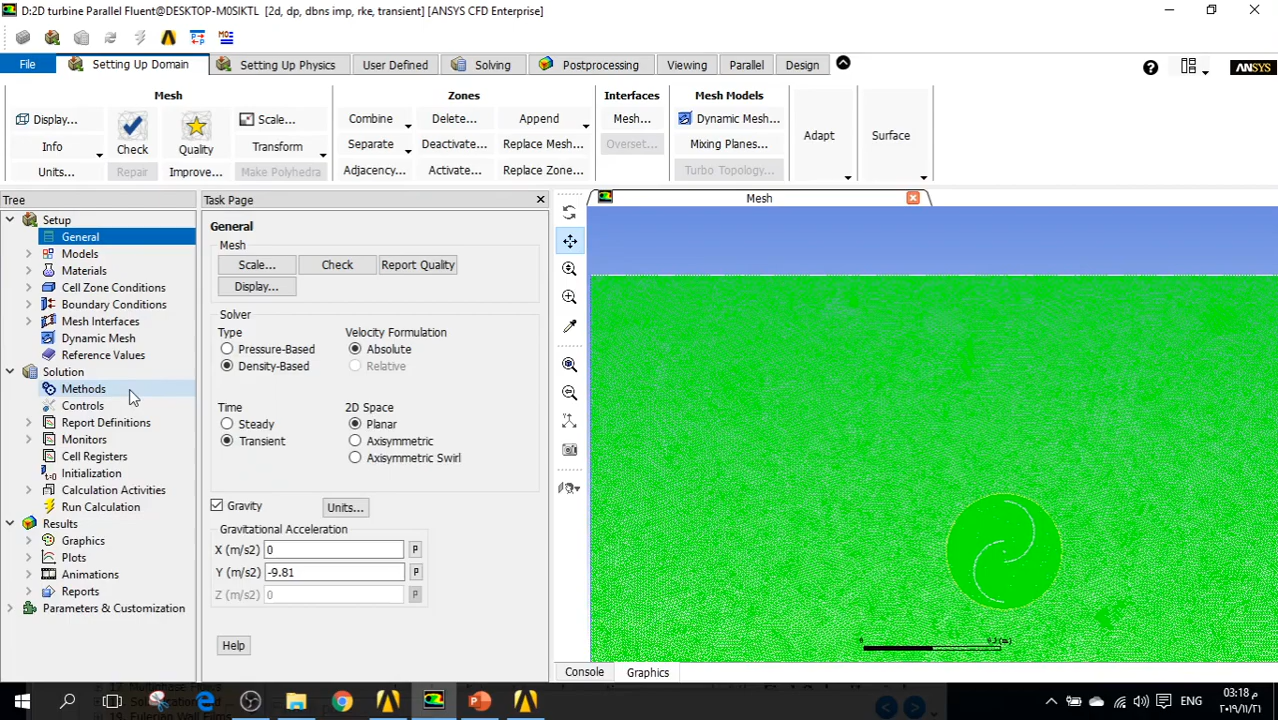 D:2D turbine Parallel Fluent@DESKTOP-M0SIKTL [2d, dp, dbns imp, rke, transient] [ANSYS CFD Enterprise]
File
Setting Up Domain
Setting Up Physics
User Defined
Solving
Postprocessing
Viewing
Parallel
Design
ANSYS
Mesh
Zones
Interfaces
Mesh Models
Display...
Info
Units...
Check
Repair
Quality
Improve...
Scale...
Transform
Make Polyhedra
Combine
Separate
Adjacency...
Delete...
Deactivate...
Activate...
Append
Replace Mesh...
Replace Zone...
Mesh...
Overset...
Dynamic Mesh...
Mixing Planes...
Turbo Topology...
Adapt
Surface
Tree
Setup
General
Models
Materials
Cell Zone Conditions
Boundary Conditions
Mesh Interfaces
Dynamic Mesh
Reference Values
Solution
Methods
Controls
Report Definitions
Monitors
Cell Registers
Initialization
Calculation Activities
Run Calculation
Results
Graphics
Plots
Animations
Reports
Parameters & Customization
Task Page
General
Mesh
Scale...
Check
Report Quality
Display...
Solver
Type
Pressure-Based
Density-Based
Velocity Formulation
Absolute
Relative
Time
Steady
Transient
2D Space
Planar
Axisymmetric
Axisymmetric Swirl
Gravity
Units...
Gravitational Acceleration
X (m/s2) 0 P
Y (m/s2) -9.81 P
Z (m/s2) 0 P
Help
Mesh
0
Console
Graphics
ENG
03:18 م
٢٠١٩/١١/٢١